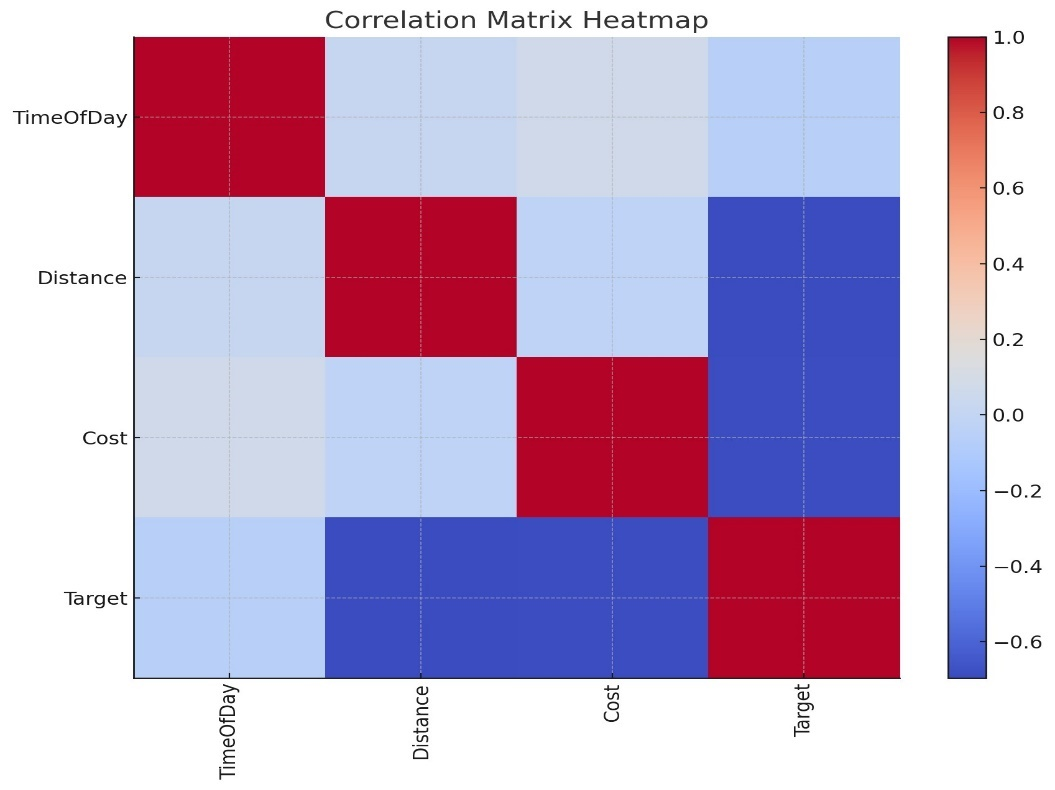 Correlation Matrix Heatmap
TimeOfDay
Distance
Cost
Target
TimeOfDay
Distance
Cost
Target
1.0
0.8
0.6
0.4
0.2
0.0
−0.2
−0.4
−0.6